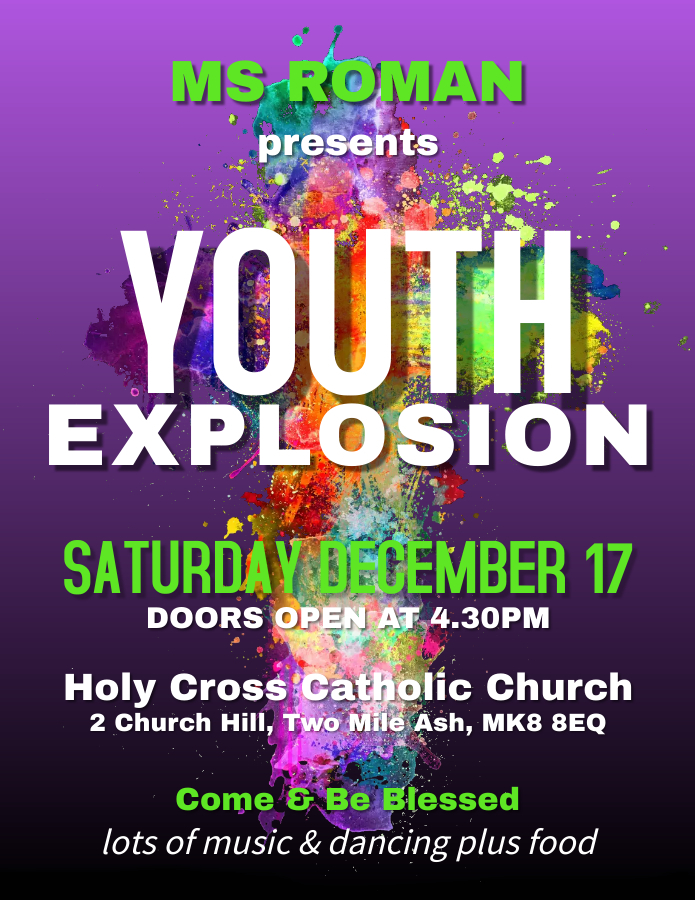 MS ROMAN
presents
YOUTH
EXPLOSION
SATURDAY DECEMBER 17
DOORS OPEN AT 4.30PM
Holy Cross Catholic Church
2 Church Hill, Two Mile Ash, MK8 8EQ
Come & Be Blessed
lots of music & dancing plus food